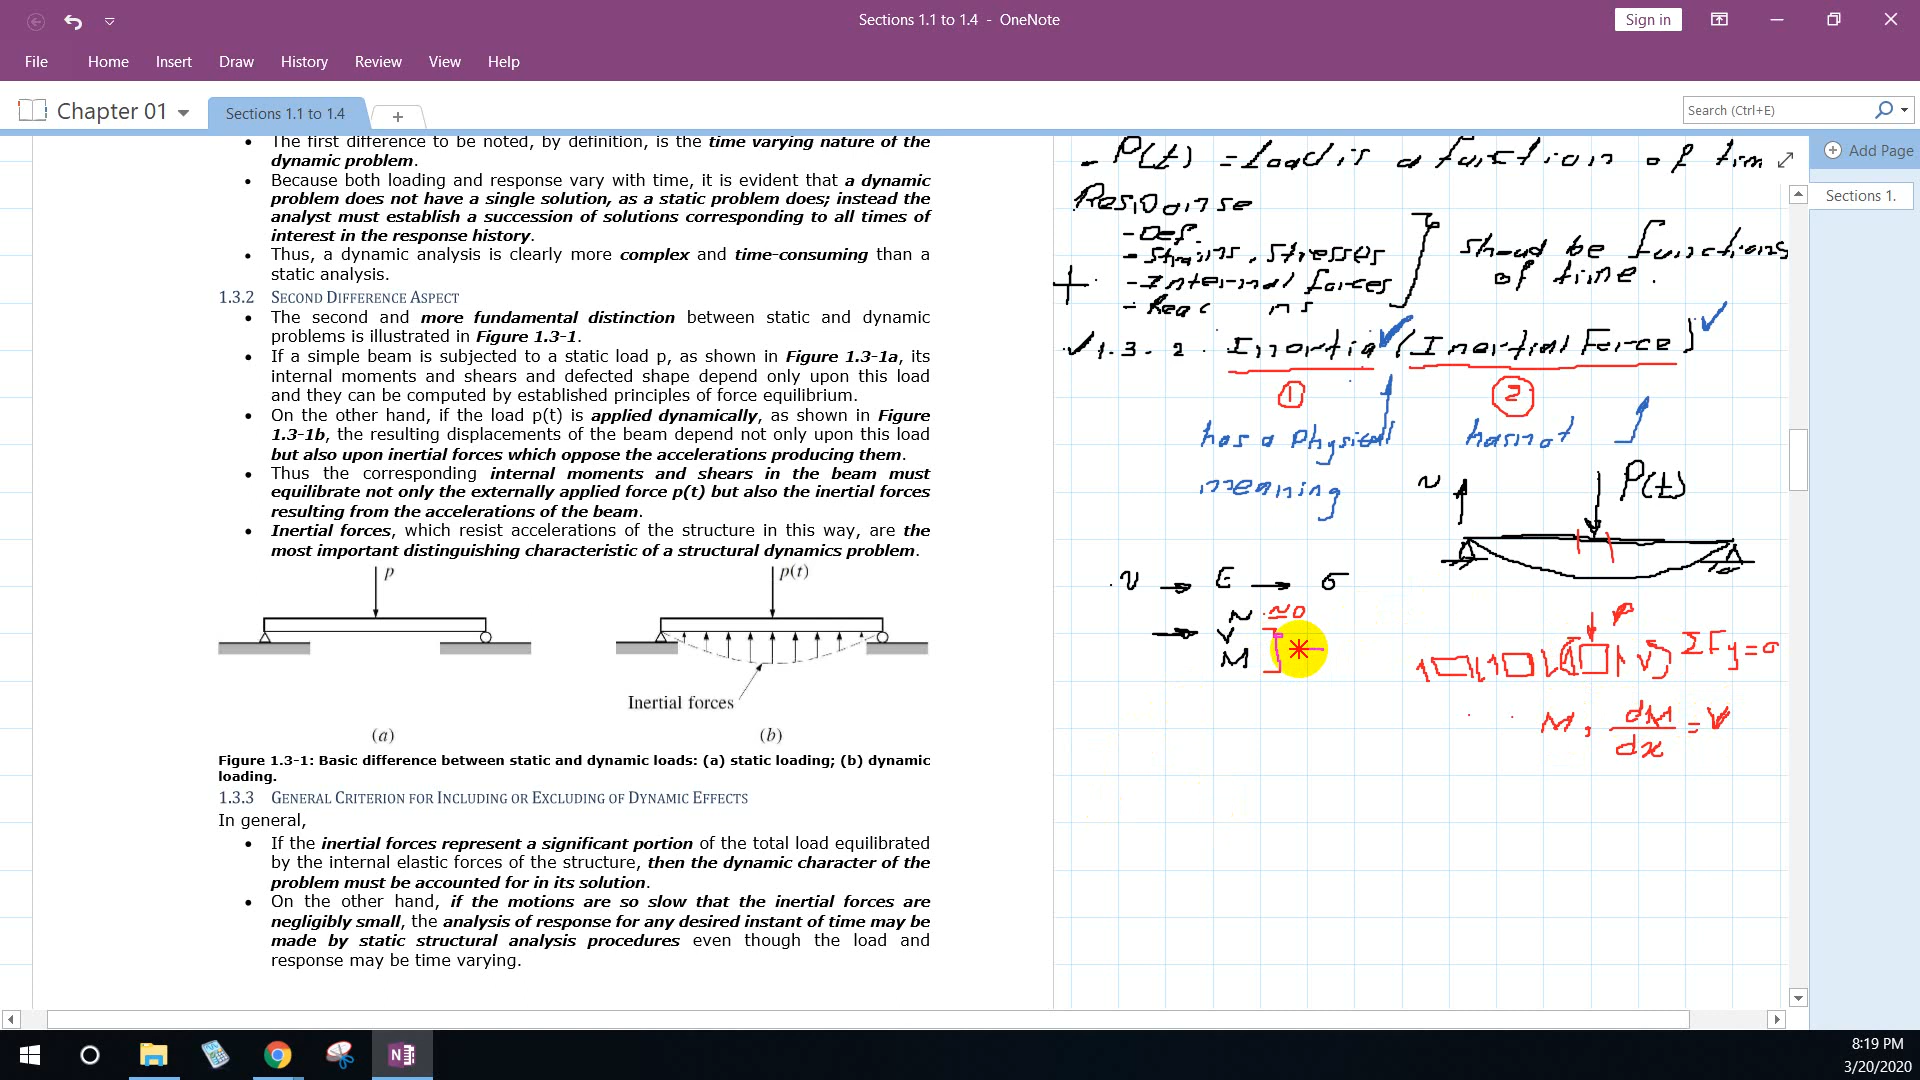 Sections 1.1 to 1.4 - OneNote
Sign in
File Home Insert Draw History Review View Help
Chapter 01
Sections 1.1 to 1.4
+
Search (Ctrl+E)
Add Page
Sections 1.
• The first difference to be noted, by definition, is the time varying nature of the
dynamic problem.
• Because both loading and response vary with time, it is evident that a dynamic
problem does not have a single solution, as a static problem does; instead the
analyst must establish a succession of solutions corresponding to all times of
interest in the response history.
• Thus, a dynamic analysis is clearly more complex and time-consuming than a
static analysis.
1.3.2 SECOND DIFFERENCE ASPECT
• The second and more fundamental distinction between static and dynamic
problems is illustrated in Figure 1.3-1.
• If a simple beam is subjected to a static load p, as shown in Figure 1.3-1a, its
internal moments and shears and defected shape depend only upon this load
and they can be computed by established principles of force equilibrium.
• On the other hand, if the load p(t) is applied dynamically, as shown in Figure
1.3-1b, the resulting displacements of the beam depend not only upon this load
but also upon inertial forces which oppose the accelerations producing them.
• Thus the corresponding internal moments and shears in the beam must
equilibrate not only the externally applied force p(t) but also the inertial forces
resulting from the accelerations of the beam.
• Inertial forces, which resist accelerations of the structure in this way, are the
most important distinguishing characteristic of a structural dynamics problem.
p
p(t)
Inertial forces
(a)
(b)
Figure 1.3-1: Basic difference between static and dynamic loads: (a) static loading; (b) dynamic
loading.
1.3.3 GENERAL CRITERION FOR INCLUDING OR EXCLUDING OF DYNAMIC EFFECTS
In general,
• If the inertial forces represent a significant portion of the total load equilibrated
by the internal elastic forces of the structure, then the dynamic character of the
problem must be accounted for in its solution.
• On the other hand, if the motions are so slow that the inertial forces are
negligibly small, the analysis of response for any desired instant of time may be
made by static structural analysis procedures even though the load and
response may be time varying.
- P(t) = Load is a function of tim
Response
- Def.
- Strains, stresses
- Internal forces
should be functions
of time.
1.3-2 Inertia (Inertial Force)
1
2
has a physical
meaning
hasnot
P(t)
v
v → ε → σ
N ≈0
→ V
M
P
V
ΣFy=0
M, dM/dx = V
8:19 PM
3/20/2020